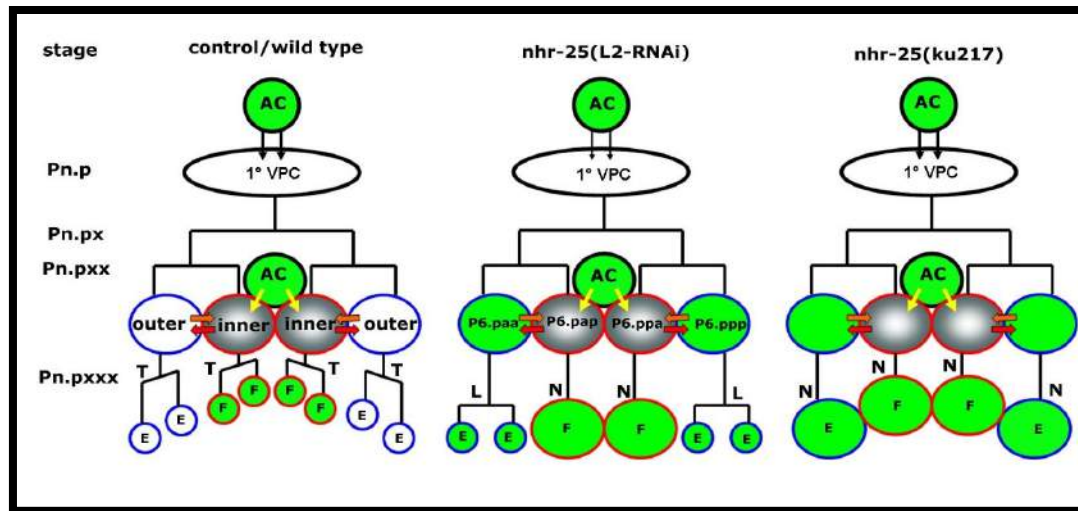 stage control/wild type nhr-25(L2-RNAi) nhr-25(ku217)
AC AC AC
Pn.p 1° VPC 1° VPC 1° VPC
Pn.px
Pn.pxx AC AC AC
outer inner inner outer P6.paa P6.pap P6.ppa P6.ppp
Pn.pxxx T T T T L N N L N N N N
F F F F F F F F
E E E E E E E E E E